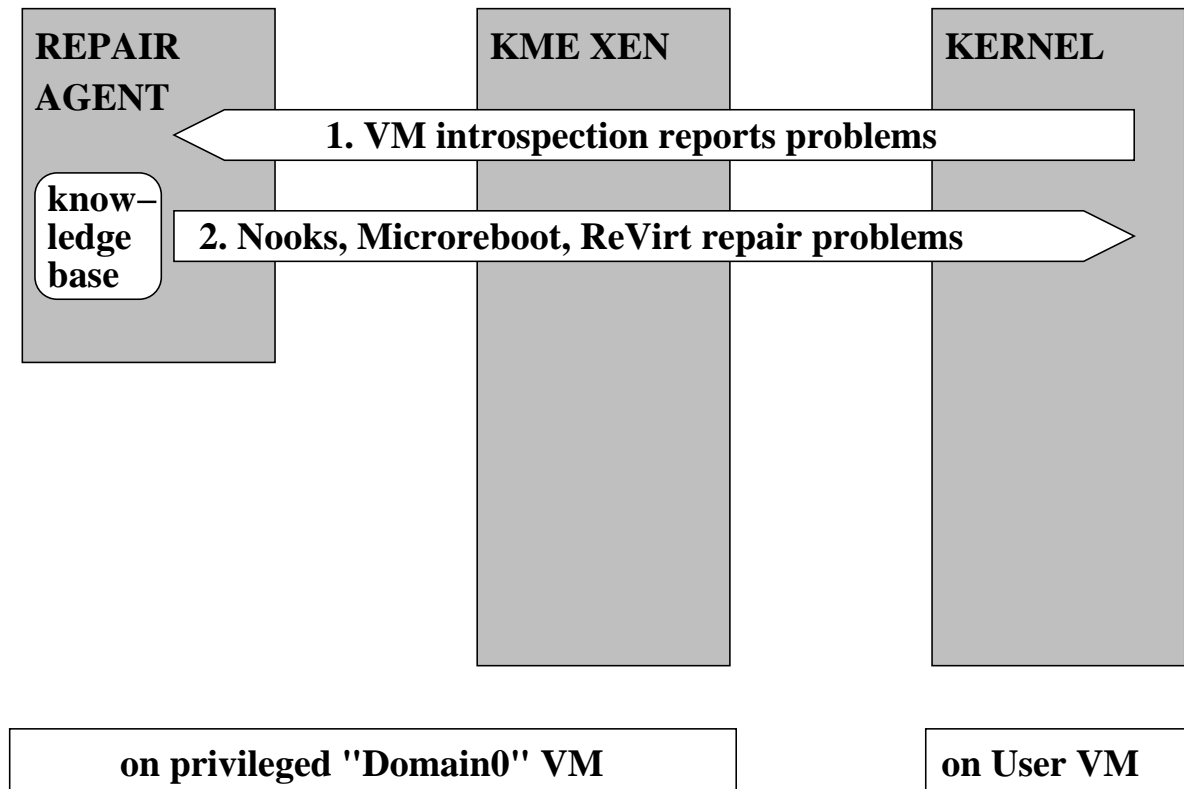 REPAIR
AGENT
KME XEN
KERNEL
1. VM introspection reports problems
know−
ledge
base
2. Nooks, Microreboot, ReVirt repair problems
on privileged "Domain0" VM
on User VM